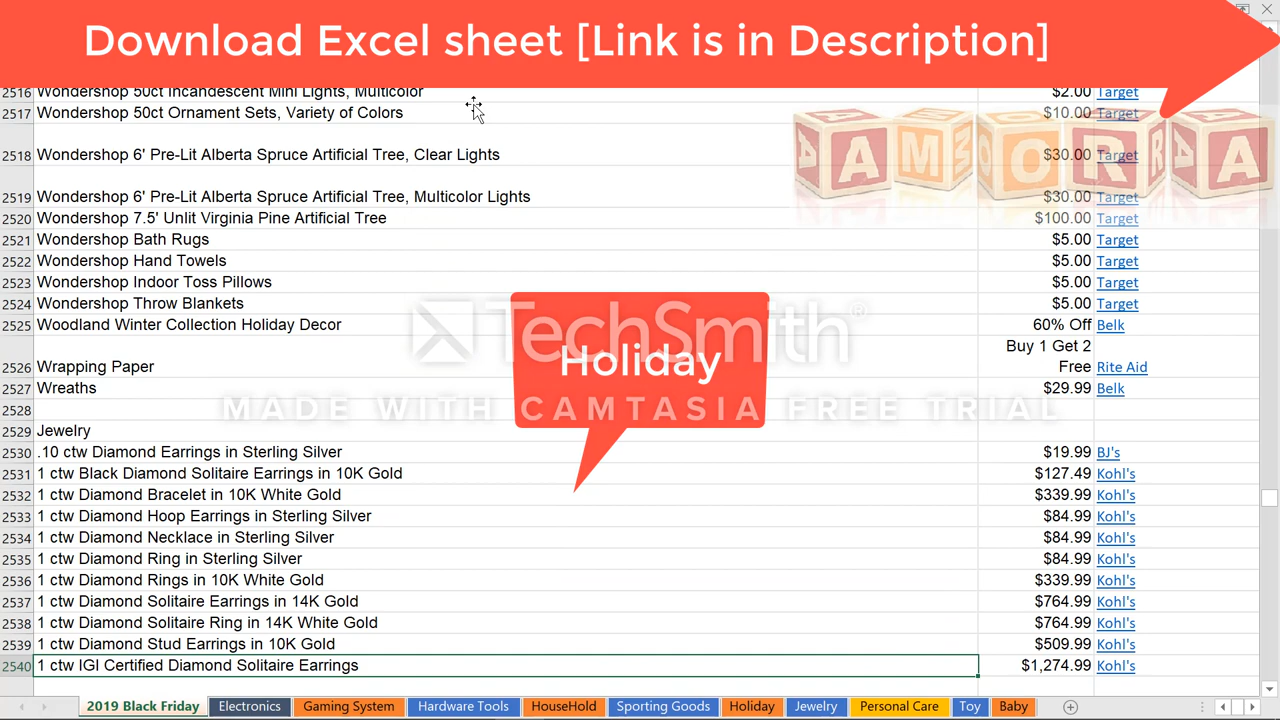 Download Excel sheet [Link is in Description]
2516 Wondershop 50ct Incandescent Mini Lights, Multicolor $2.00 Target
2517 Wondershop 50ct Ornament Sets, Variety of Colors $10.00 Target
2518 Wondershop 6' Pre-Lit Alberta Spruce Artificial Tree, Clear Lights $30.00 Target
2519 Wondershop 6' Pre-Lit Alberta Spruce Artificial Tree, Multicolor Lights $30.00 Target
2520 Wondershop 7.5' Unlit Virginia Pine Artificial Tree $100.00 Target
A M O R A
2521 Wondershop Bath Rugs $5.00 Target
2522 Wondershop Hand Towels $5.00 Target
2523 Wondershop Indoor Toss Pillows $5.00 Target
2524 Wondershop Throw Blankets $5.00 Target
2525 Woodland Winter Collection Holiday Decor 60% Off Belk
TechSmith®
Holiday
Buy 1 Get 2
2526 Wrapping Paper Free Rite Aid
2527 Wreaths $29.99 Belk
MADE WITH CAMTASIA FREE TRIAL
2528
2529 Jewelry
2530 .10 ctw Diamond Earrings in Sterling Silver $19.99 BJ's
2531 1 ctw Black Diamond Solitaire Earrings in 10K Gold $127.49 Kohl's
2532 1 ctw Diamond Bracelet in 10K White Gold $339.99 Kohl's
2533 1 ctw Diamond Hoop Earrings in Sterling Silver $84.99 Kohl's
2534 1 ctw Diamond Necklace in Sterling Silver $84.99 Kohl's
2535 1 ctw Diamond Ring in Sterling Silver $84.99 Kohl's
2536 1 ctw Diamond Rings in 10K White Gold $339.99 Kohl's
2537 1 ctw Diamond Solitaire Earrings in 14K Gold $764.99 Kohl's
2538 1 ctw Diamond Solitaire Ring in 14K White Gold $764.99 Kohl's
2539 1 ctw Diamond Stud Earrings in 10K Gold $509.99 Kohl's
2540 1 ctw IGI Certified Diamond Solitaire Earrings $1,274.99 Kohl's
2019 Black Friday Electronics Gaming System Hardware Tools HouseHold Sporting Goods Holiday Jewelry Personal Care Toy Baby